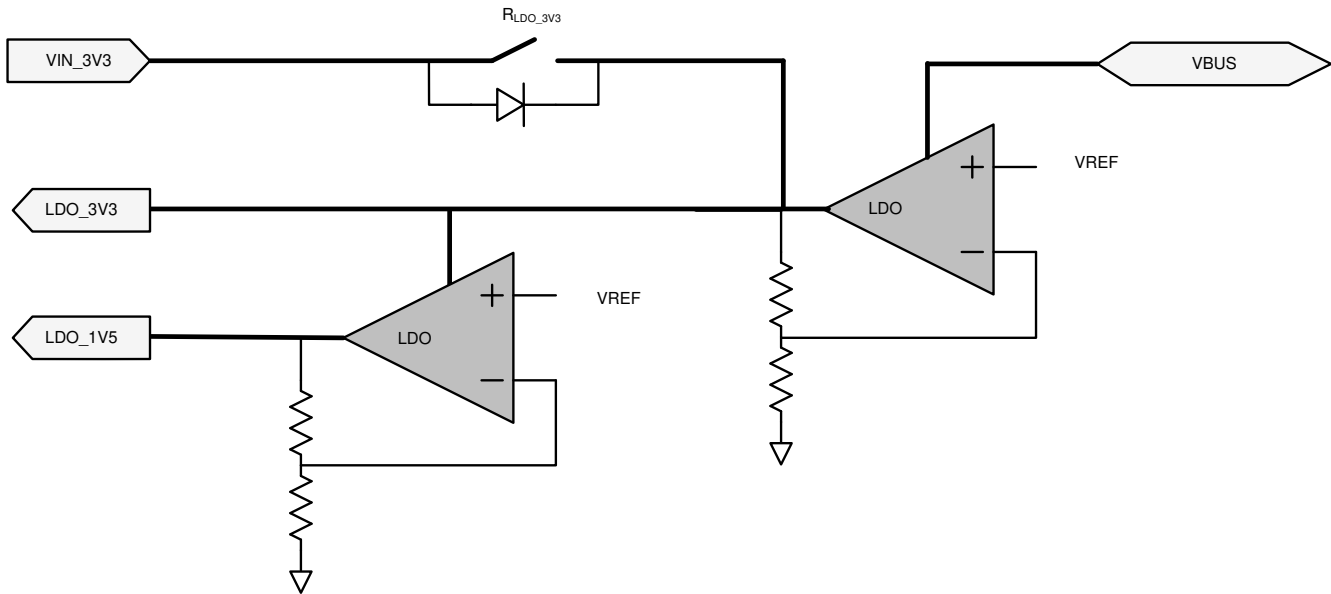 RLDO_3V3
VIN_3V3
VBUS
VREF
LDO_3V3
LDO
VREF
LDO_1V5
LDO